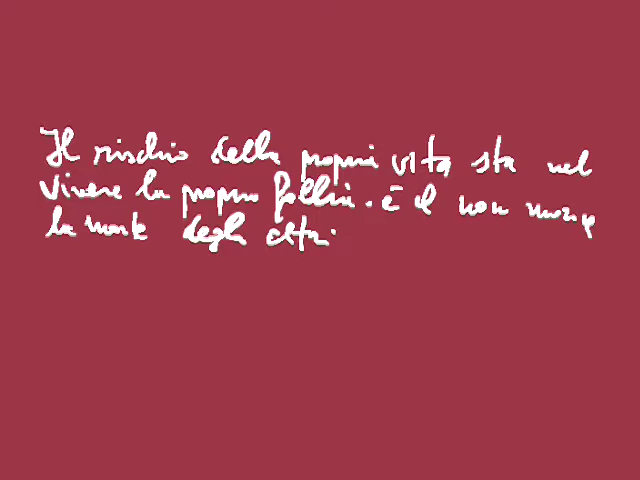 Il rischio della propria vita sta nel
vivere la propria follia. è il non morire
la morte degli altri.